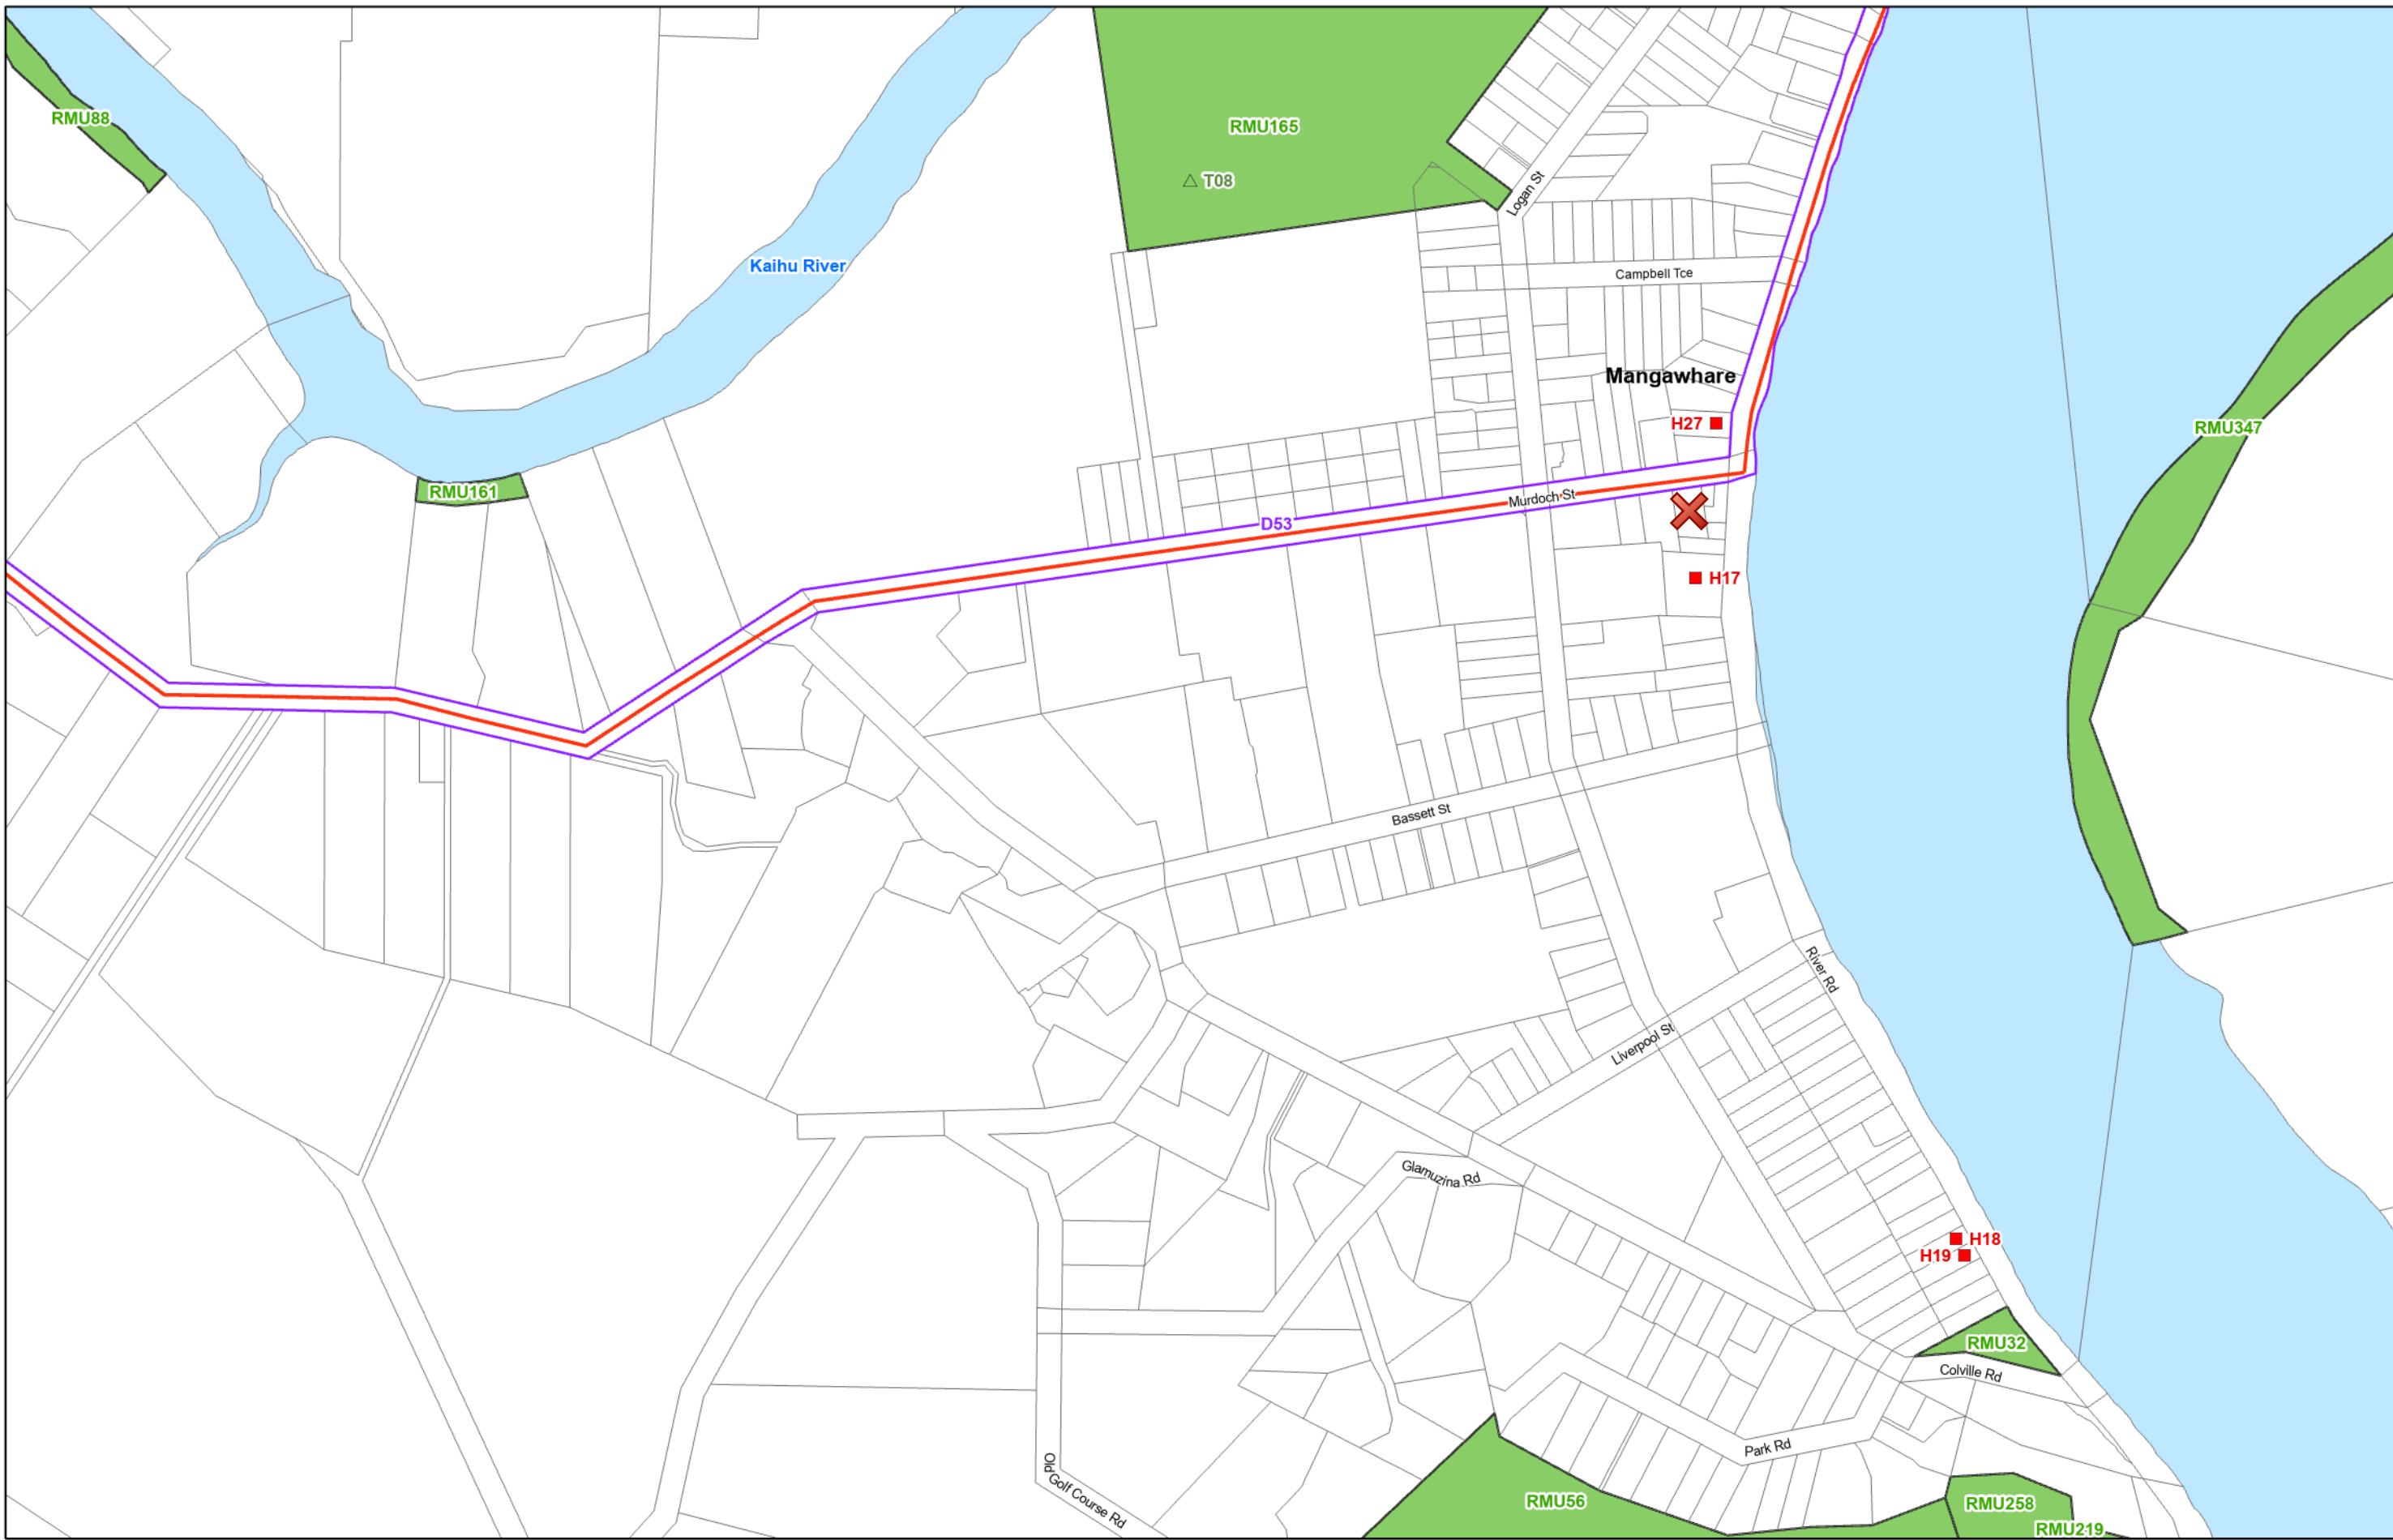 RMU88
RMU165
T08
Logan St
Kaihu River
Campbell Tce
Mangawhare
H27
RMU347
RMU161
Murdoch St
D53
H17
Bassett St
River Rd
Liverpool St
Glamuzina Rd
H18
H19
RMU32
Colville Rd
Park Rd
Old
Golf Course Rd
RMU56
RMU258
RMU219